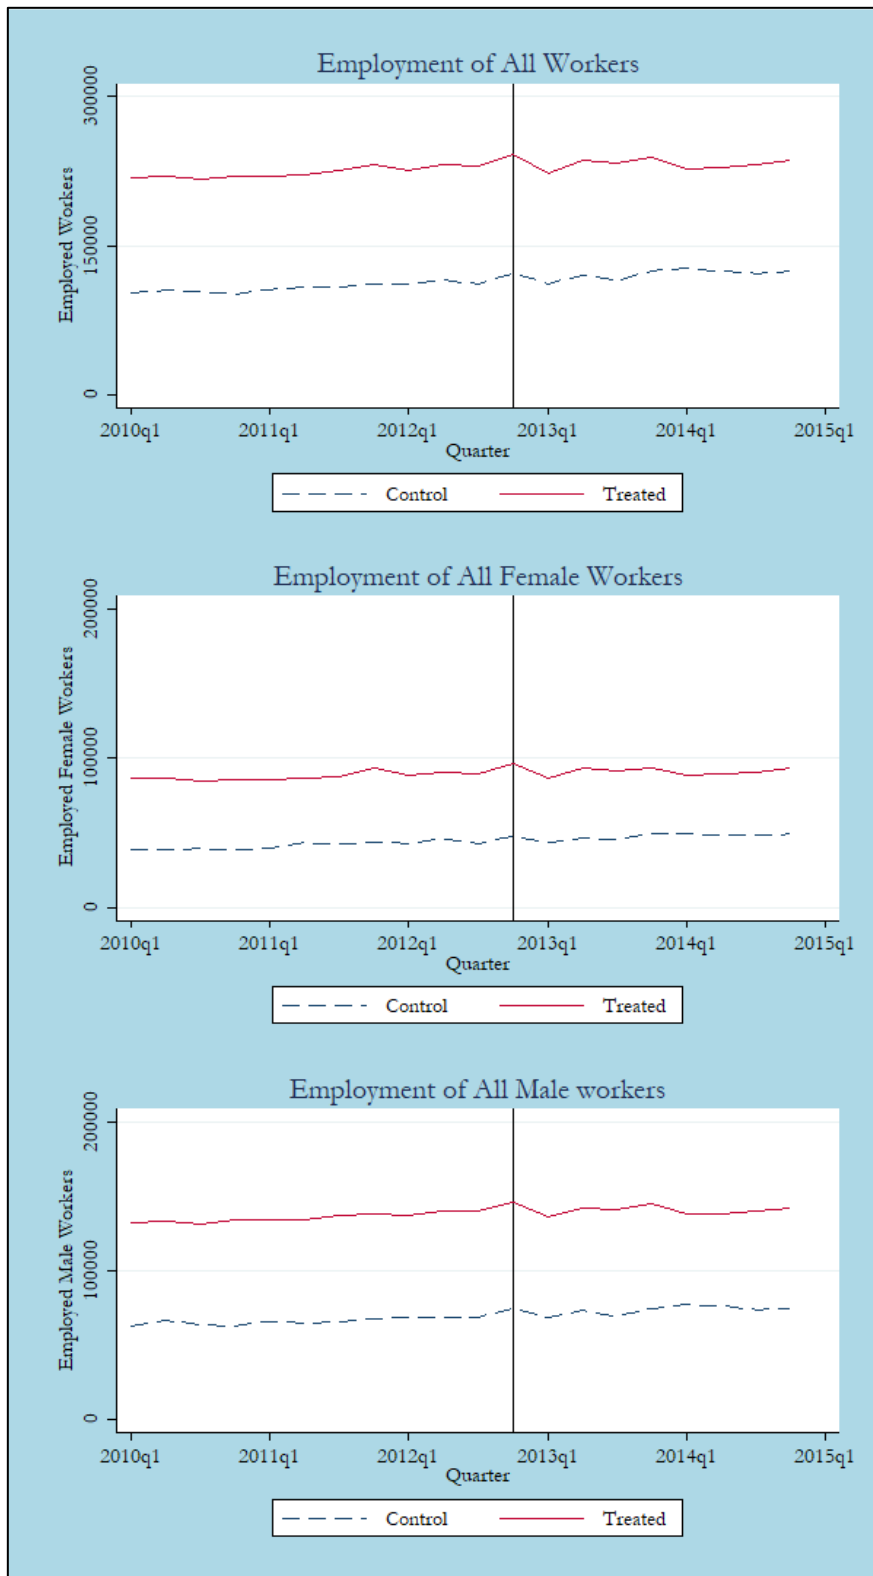 Employment of All Workers
Employed Workers
300000
150000
0
2010q1 2011q1 2012q1 2013q1 2014q1 2015q1
Quarter
Control Treated
Employment of All Female Workers
Employed Female Workers
200000
100000
0
2010q1 2011q1 2012q1 2013q1 2014q1 2015q1
Quarter
Control Treated
Employment of All Male workers
Employed Male Workers
200000
100000
0
2010q1 2011q1 2012q1 2013q1 2014q1 2015q1
Quarter
Control Treated